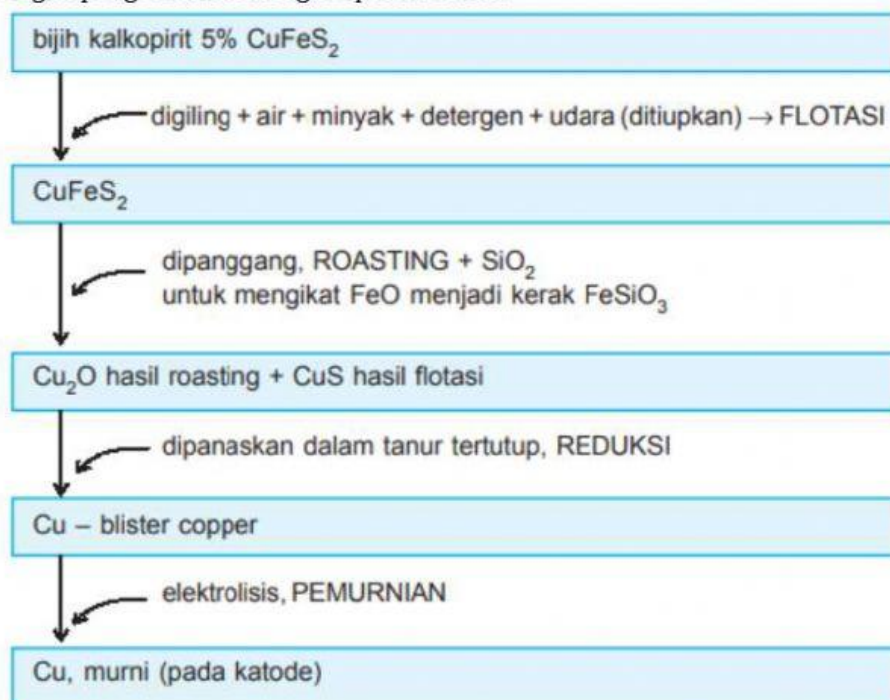 bijih kalkopirit 5% CuFeS₂
digiling + air + minyak + detergen + udara (ditiupkan) → FLOTASI
CuFeS₂
dipanggang, ROASTING + SiO₂
untuk mengikat FeO menjadi kerak FeSiO₃
Cu₂O hasil roasting + CuS hasil flotasi
dipanaskan dalam tanur tertutup, REDUKSI
Cu – blister copper
elektrolisis, PEMURNIAN
Cu, murni (pada katode)